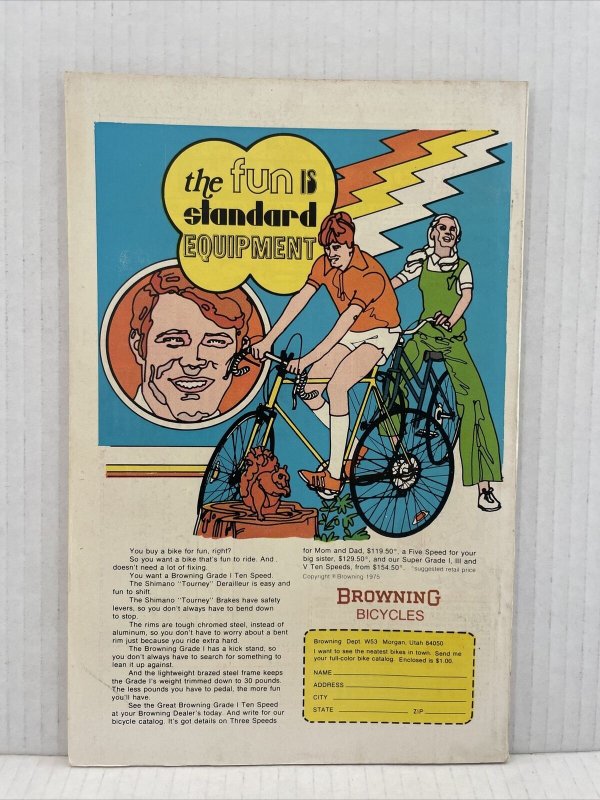 the fun IS
standard
EQUIPMENT
You buy a bike for fun, right?
So you want a bike that's fun to ride. And..
doesn't need a lot of fixing.
You want a Browning Grade I Ten Speed.
The Shimano "Tourney" Derailleur is easy and
fun to shift.
The Shimano "Tourney" Brakes have safety
levers, so you don't always have to bend down
to stop.
The rims are tough chromed steel, instead of
aluminum, so you don't have to worry about a bent
rim just because you ride extra hard.
The Browning Grade I has a kick stand, so
you don't always have to search for something to
lean it up against.
And the lightweight brazed steel frame keeps
the Grade I's weight trimmed down to 30 pounds.
The less pounds you have to pedal, the more fun
you'll have.
See the Great Browning Grade I Ten Speed
at your Browning Dealer's today. And write for our
bicycle catalog. It's got details on Three Speeds
for Mom and Dad, $119.50*, a Five Speed for your
big sister, $129.50*, and our Super Grade I, III and
V Ten Speeds, from $154.50*. *suggested retail price
Copyright © Browning 1975
BROWNING
BICYCLES
Browning Dept. W53 Morgan, Utah 84050
I want to see the neatest bikes in town. Send me
your full-color bike catalog. Enclosed is $1.00.
NAME
ADDRESS
CITY
STATE ZIP